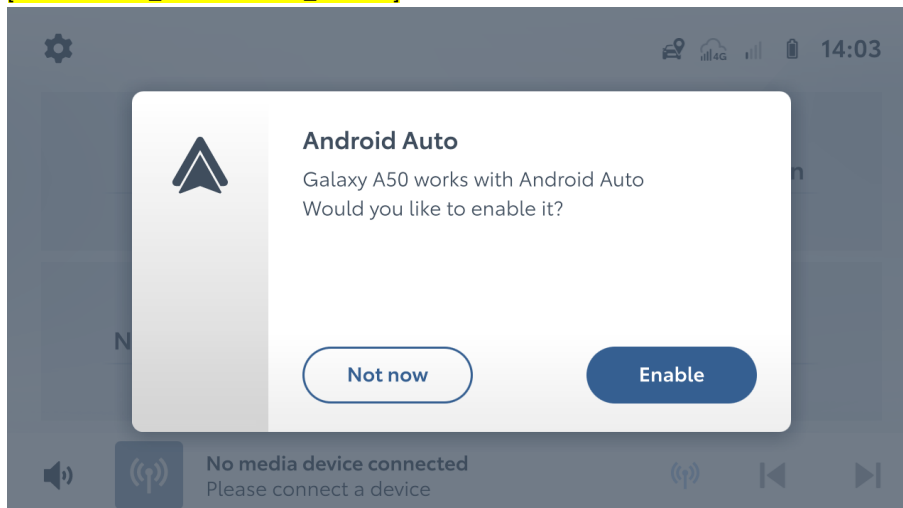 14:03
4G
Android Auto
Galaxy A50 works with Android Auto
Would you like to enable it?
n
N
Not now
Enable
No media device connected
Please connect a device